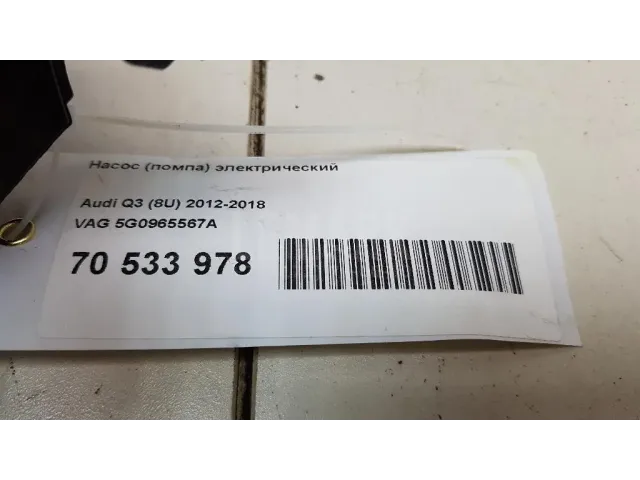 Насос (помпа) электрический
Audi Q3 (8U) 2012-2018
VAG 5G0965567A
70 533 978